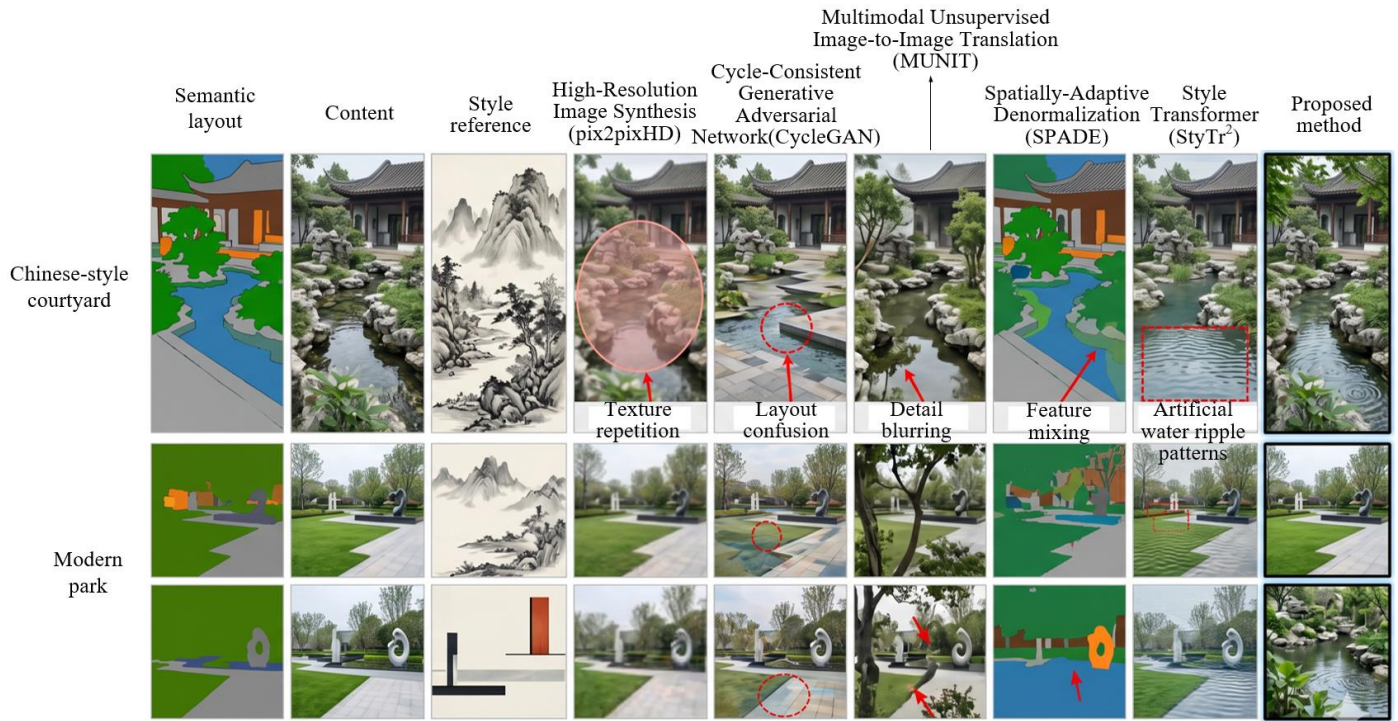 Multimodal Unsupervised
Image-to-Image Translation
(MUNIT)
Semantic
layout
Content
Style
reference
High-Resolution
Image Synthesis
(pix2pixHD)
Cycle-Consistent
Generative
Adversarial
Network(CycleGAN)
Spatially-Adaptive
Denormalization
(SPADE)
Style
Transformer
(StyTr²)
Proposed
method
Chinese-style
courtyard
Texture
repetition
Layout
confusion
Detail
blurring
Feature
mixing
Artificial
water ripple
patterns
Modern
park